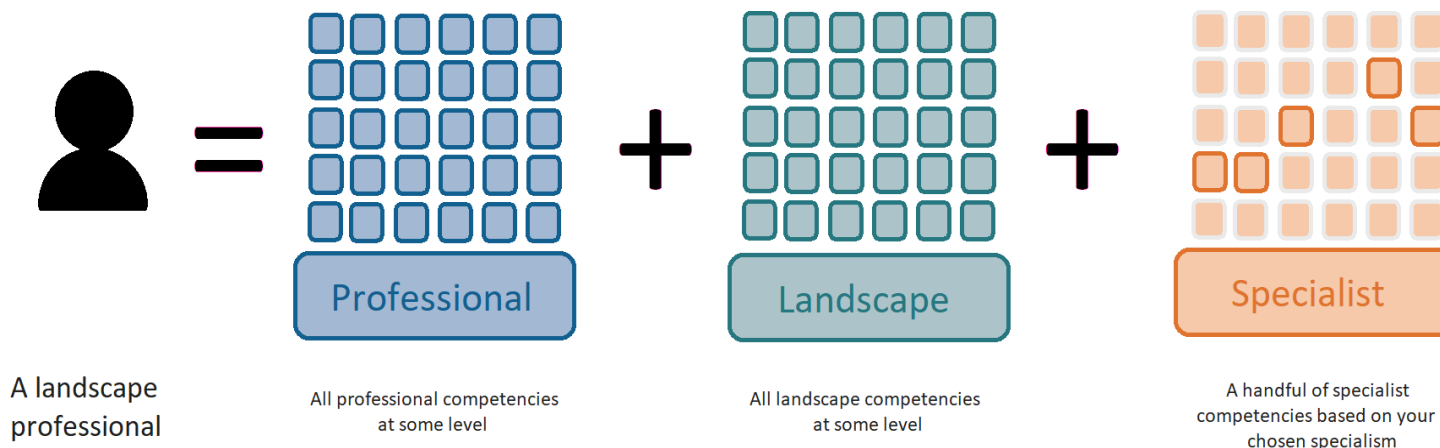 Professional
Landscape
Specialist
A landscape
professional
All professional competencies
at some level
All landscape competencies
at some level
A handful of specialist
competencies based on your
chosen specialism